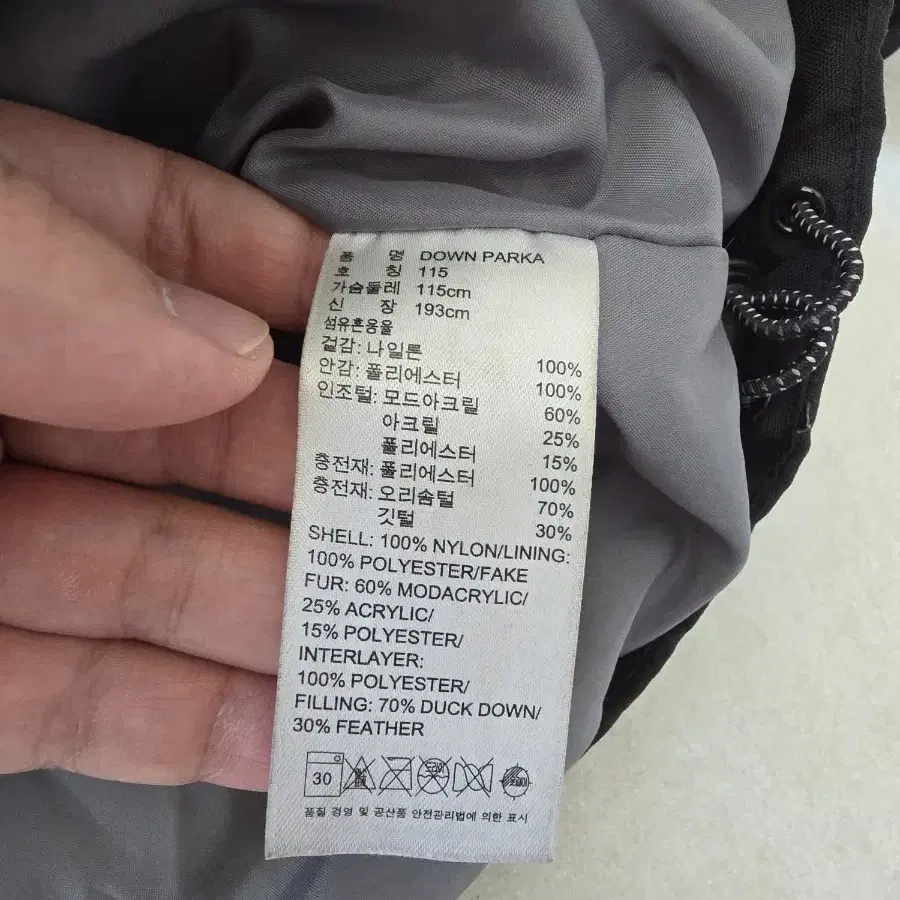 품 명 DOWN PARKA
호 칭 115
가슴둘레 115cm
신 장 193cm
섬유혼용율
겉감: 나일론 100%
안감: 폴리에스터 100%
인조털: 모드아크릴 60%
아크릴 25%
폴리에스터 15%
충전재: 폴리에스터 100%
충전재: 오리솜털 70%
깃털 30%
SHELL: 100% NYLON/LINING:
100% POLYESTER/FAKE
FUR: 60% MODACRYLIC/
25% ACRYLIC/
15% POLYESTER/
INTERLAYER:
100% POLYESTER/
FILLING: 70% DUCK DOWN/
30% FEATHER
30
품질 경영 및 공산품 안전관리법에 의한 표시